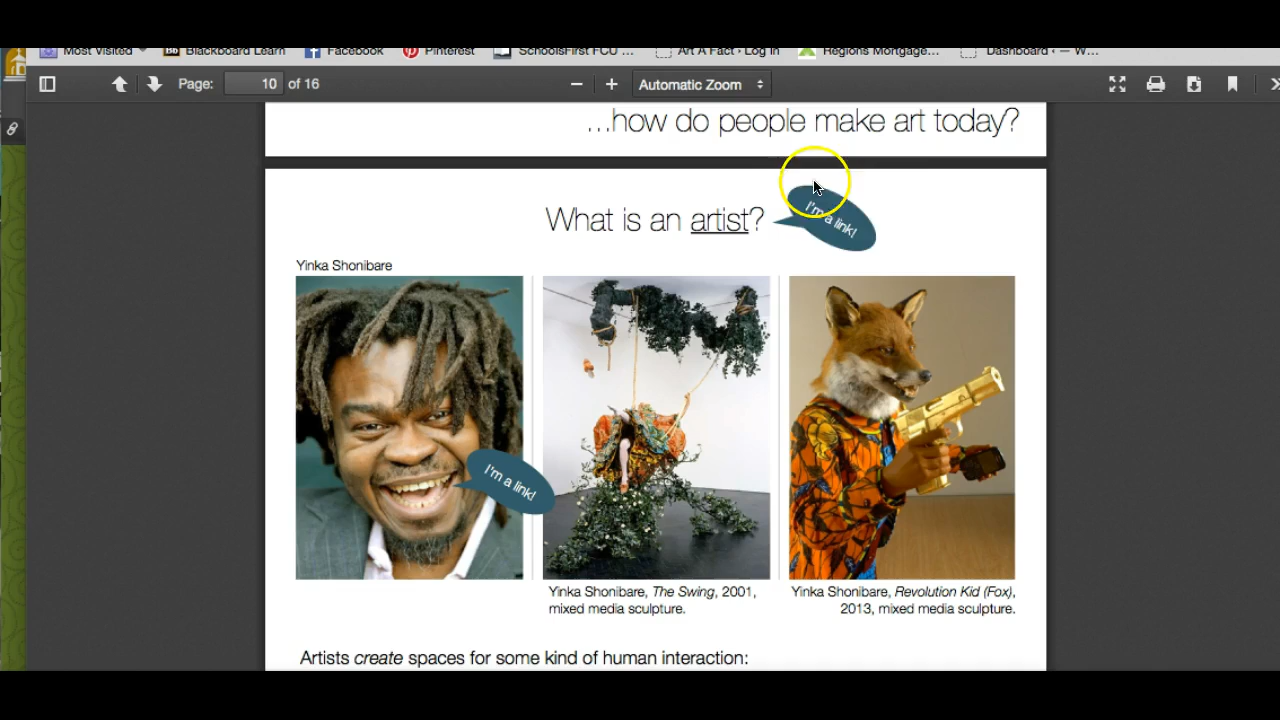 Most Visited Blackboard Learn Facebook Pinterest SchoolsFirst FCU ... Art A Fact › Log In Regions Mortgage... Dashboard ‹ — W...
Page: 10 of 16 Automatic Zoom
...how do people make art today?
What is an artist?
I'm a link!
Yinka Shonibare
I'm a link!
Yinka Shonibare, The Swing, 2001,
mixed media sculpture.
Yinka Shonibare, Revolution Kid (Fox),
2013, mixed media sculpture.
Artists create spaces for some kind of human interaction: